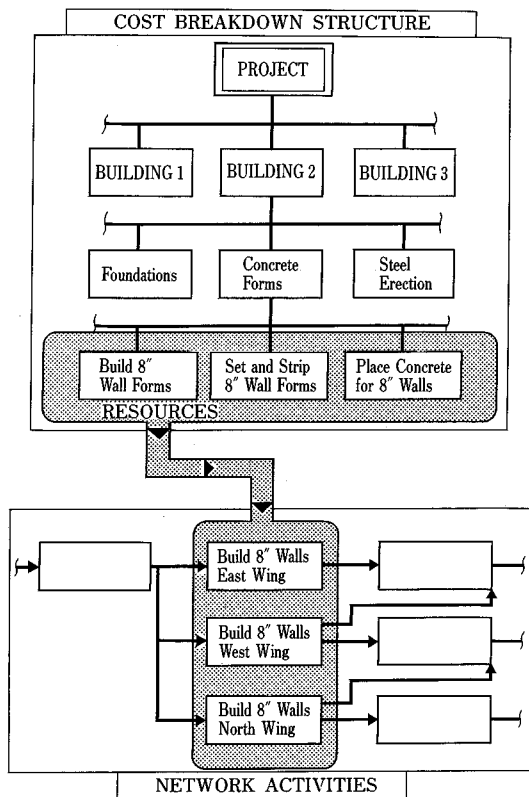 COST BREAKDOWN STRUCTURE
PROJECT
BUILDING 1
BUILDING 2
BUILDING 3
Foundations
Concrete
Forms
Steel
Erection
Build 8″
Wall Forms
Set and Strip
8″ Wall Forms
Place Concrete
for 8″ Walls
RESOURCES
Build 8″ Walls
East Wing
Build 8″ Walls
West Wing
Build 8″ Walls
North Wing
NETWORK ACTIVITIES